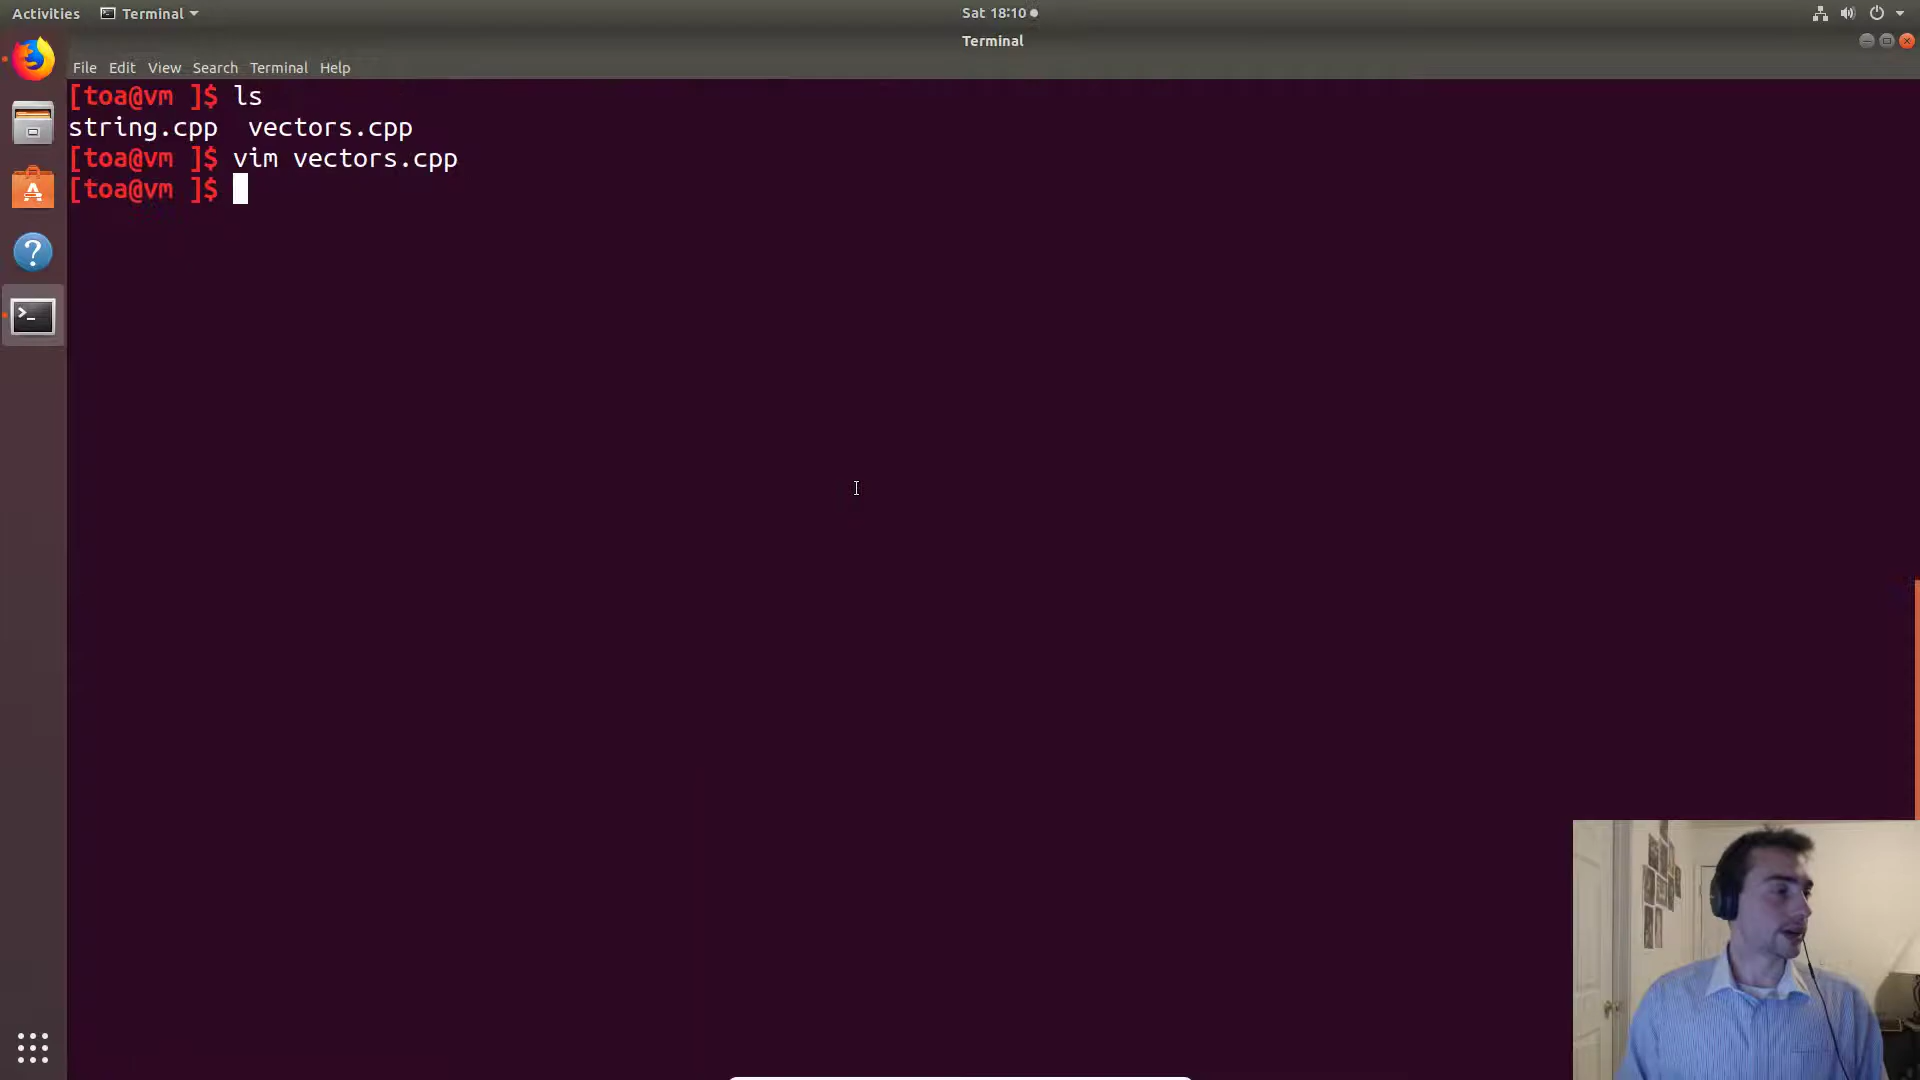 Activities Terminal Sat 18:10
Terminal
File Edit View Search Terminal Help
[toa@vm ]$ ls
string.cpp vectors.cpp
[toa@vm ]$ vim vectors.cpp
[toa@vm ]$